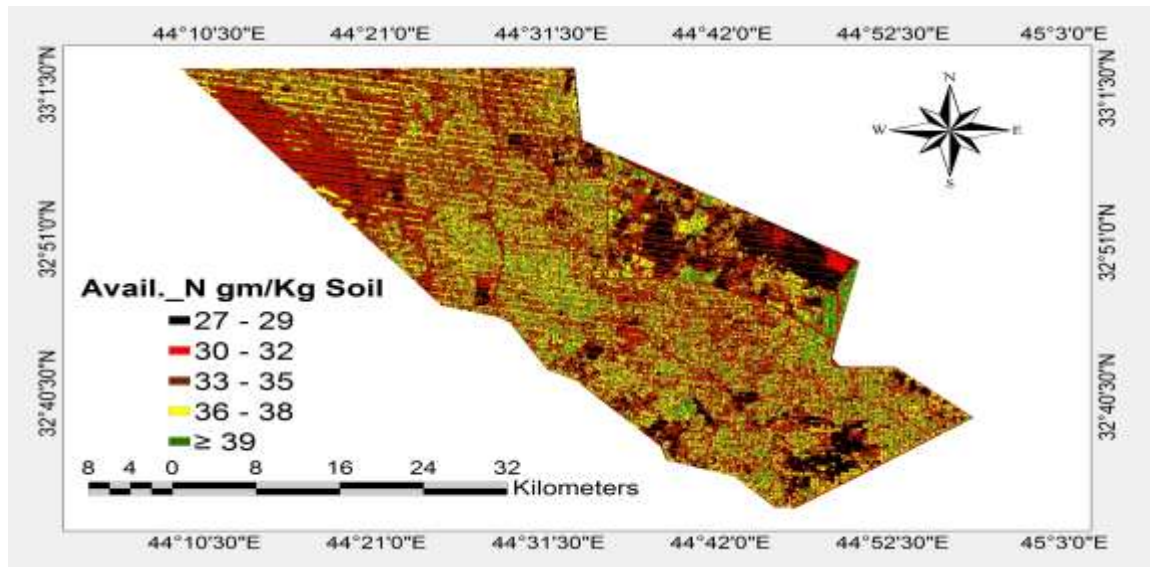 44°10'30"E 44°21'0"E 44°31'30"E 44°42'0"E 44°52'30"E 45°3'0"E
33°1'30"N 33°1'30"N
N
W E
S
32°51'0"N 32°51'0"N
Avail._N gm/Kg Soil
27 - 29
30 - 32
33 - 35
36 - 38
≥ 39
32°40'30"N 32°40'30"N
8 4 0 8 16 24 32
Kilometers
44°10'30"E 44°21'0"E 44°31'30"E 44°42'0"E 44°52'30"E 45°3'0"E